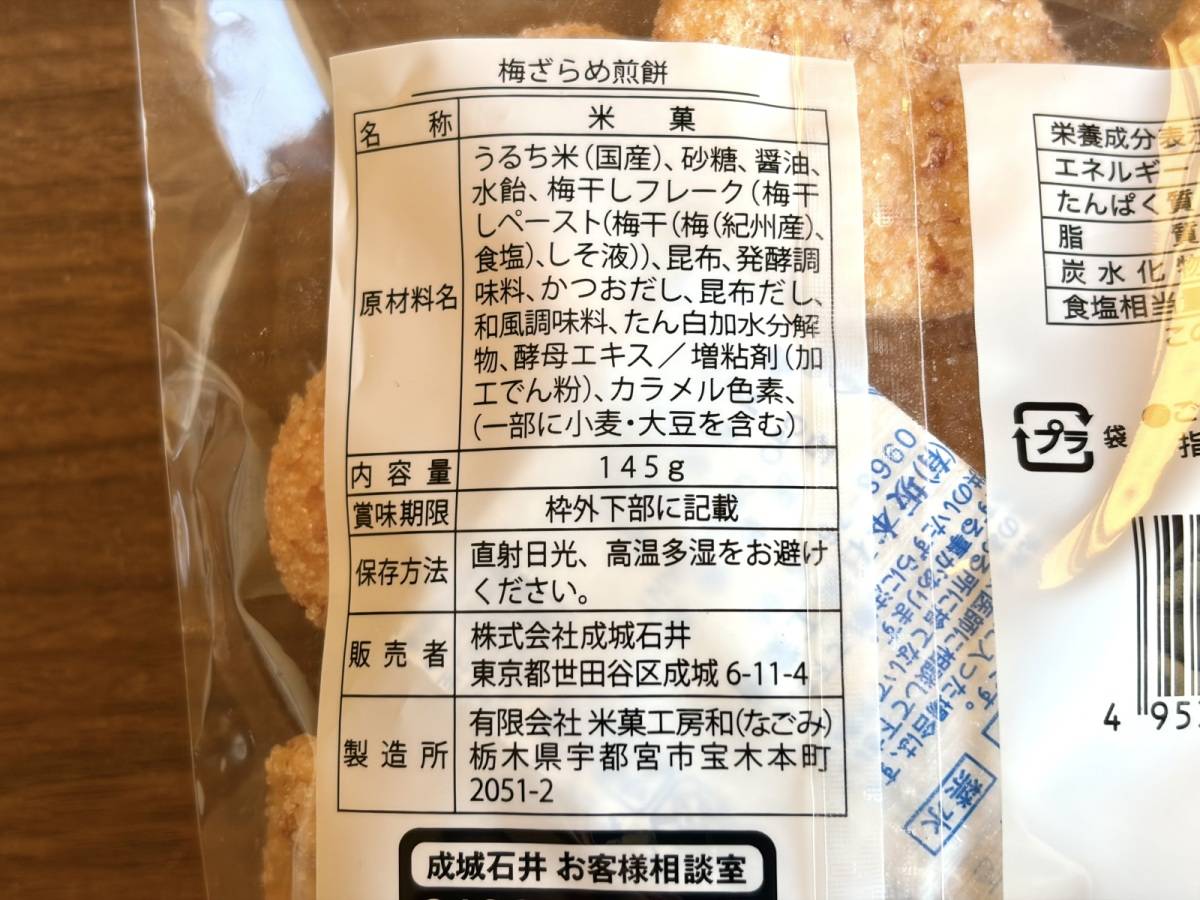 梅ざらめ煎餅
名称 米菓
原材料名
うるち米(国産)、砂糖、醤油、
水飴、梅干しフレーク(梅干
しペースト(梅干(梅(紀州産)、
食塩)、しそ液))、昆布、発酵調
味料、かつおだし、昆布だし、
和風調味料、たん白加水分解
物、酵母エキス/増粘剤(加
工でん粉)、カラメル色素、
(一部に小麦・大豆を含む)
内容量 145g
賞味期限 枠外下部に記載
保存方法
直射日光、高温多湿をお避け
ください。
販売者
株式会社成城石井
東京都世田谷区成城 6-11-4
製造所
有限会社 米菓工房和(なごみ)
栃木県宇都宮市宝木本町
2051-2
成城石井 お客様相談室
栄養成分表
エネルギー
たんぱく質
脂質
炭水化物
食塩相当
プラ 袋
指
4 95